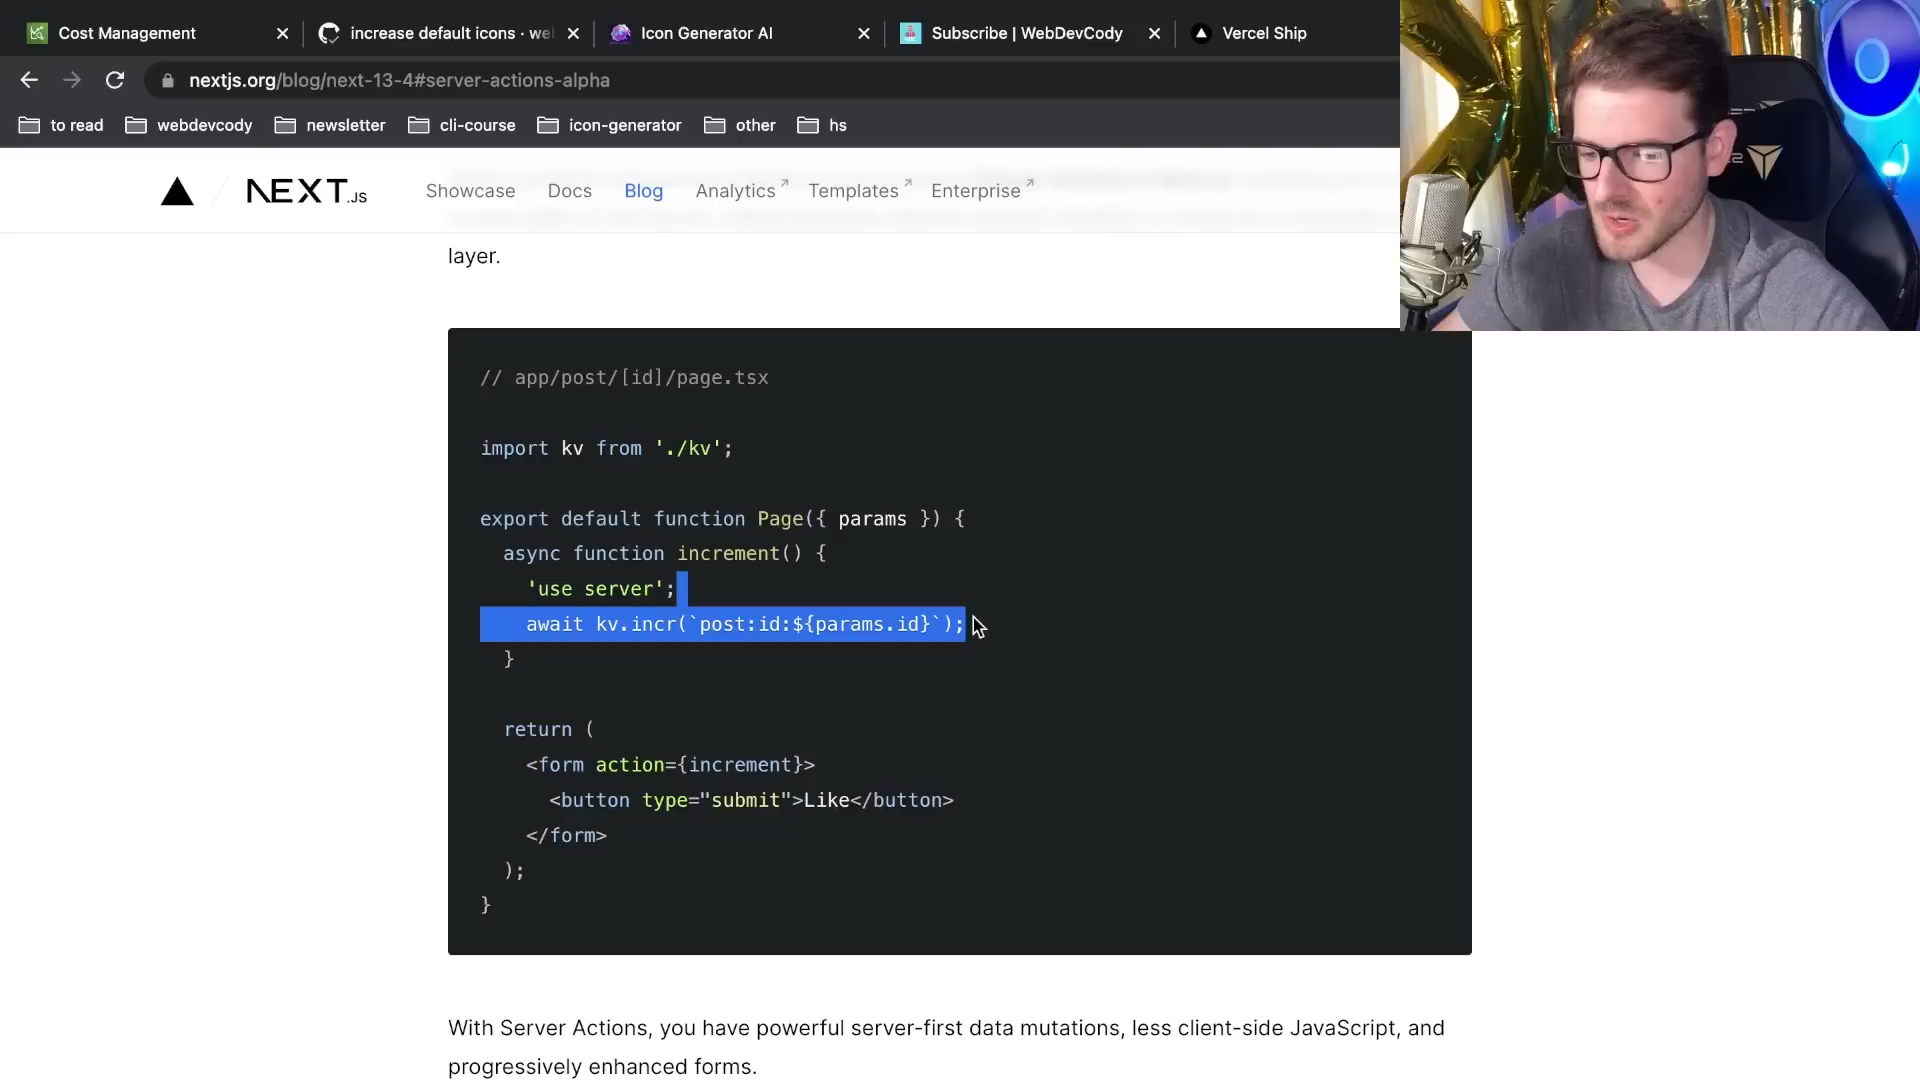 Cost Management
increase default icons · we
Icon Generator AI
Subscribe | WebDevCody
Vercel Ship
nextjs.org/blog/next-13-4#server-actions-alpha
to read
webdevcody
newsletter
cli-course
icon-generator
other
hs
NEXT.JS
Showcase
Docs
Blog
Analytics
Templates
Enterprise
layer.
// app/post/[id]/page.tsx
import kv from './kv';
export default function Page({ params }) {
async function increment() {
'use server';
await kv.incr(`post:id:${params.id}`);
}
return (
<form action={increment}>
<button type="submit">Like</button>
</form>
);
}
With Server Actions, you have powerful server-first data mutations, less client-side JavaScript, and
progressively enhanced forms.